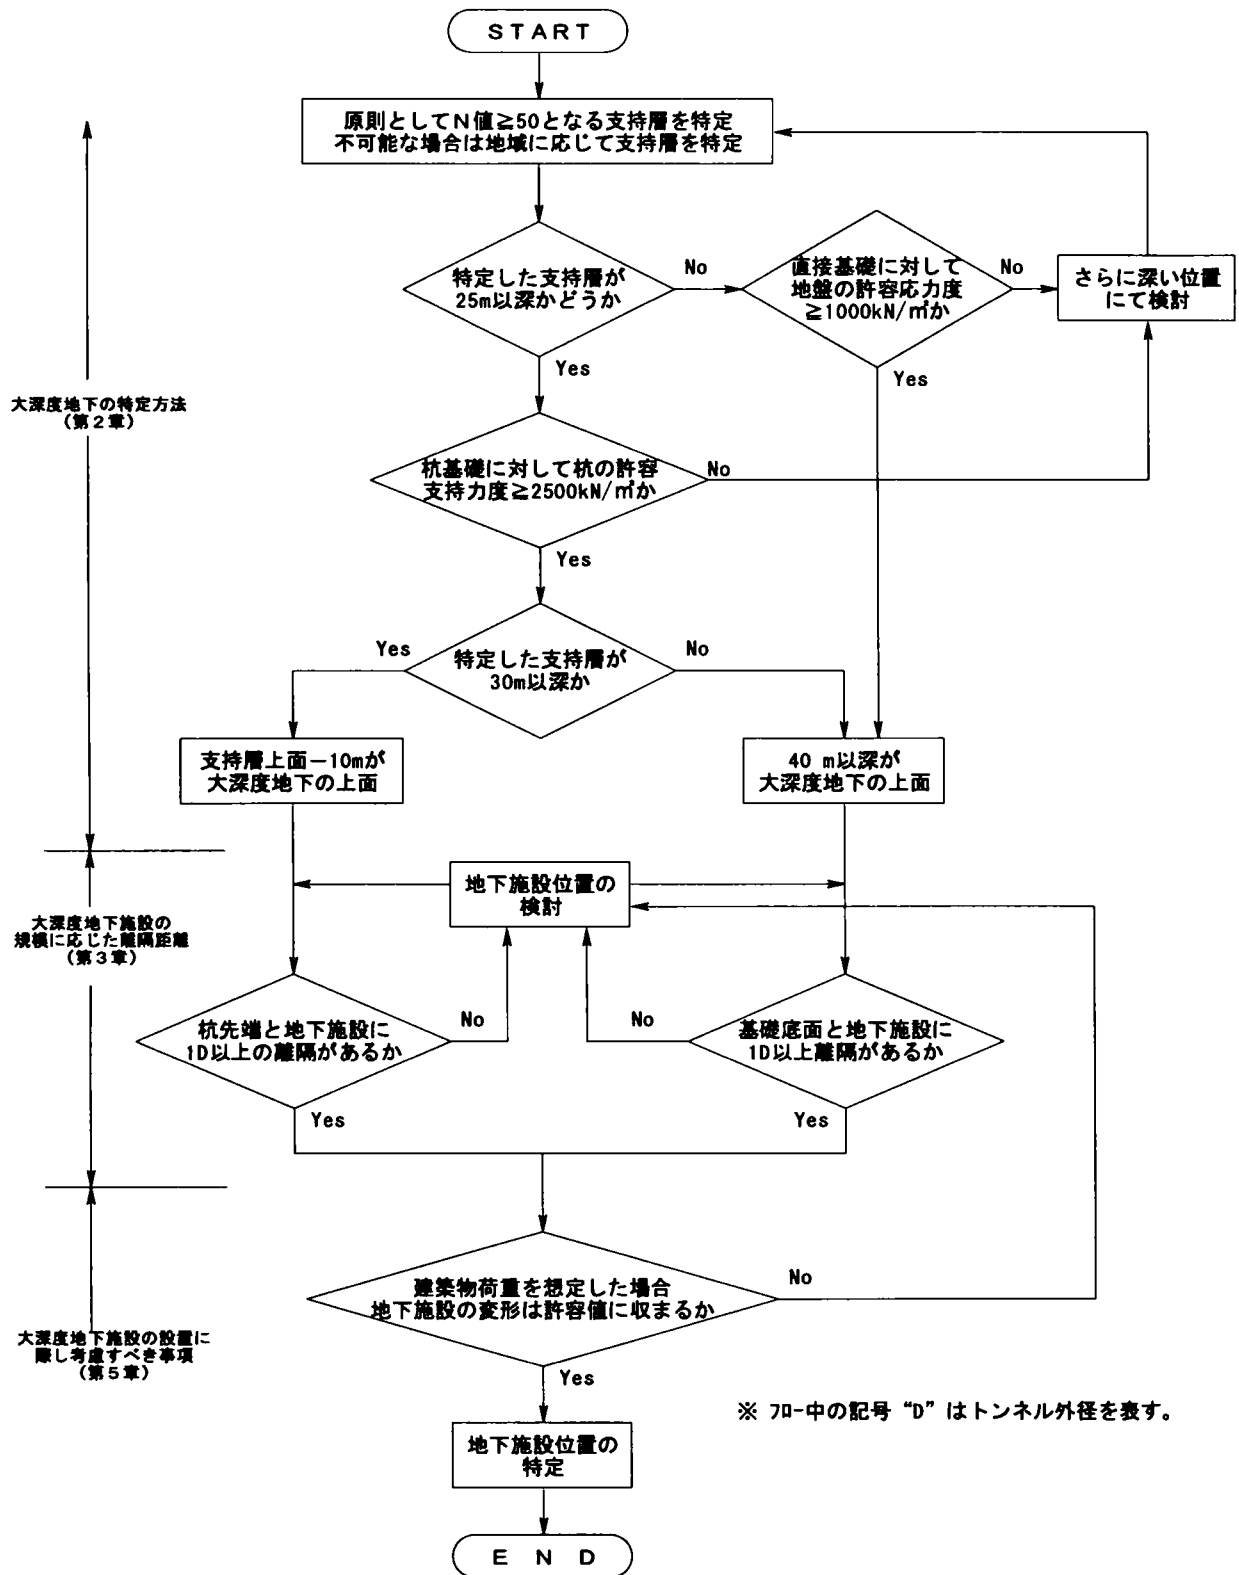 START
原則としてN値≧50となる支持層を特定
不可能な場合は地域に応じて支持層を特定
特定した支持層が
25m以深かどうか
No
直接基礎に対して
地盤の許容応力度
≧1000kN/㎡か
No
さらに深い位置
にて検討
Yes
Yes
大深度地下の特定方法
(第2章)
杭基礎に対して杭の許容
支持力度≧2500kN/㎡か
No
Yes
Yes
特定した支持層が
30m以深か
No
支持層上面－10mが
大深度地下の上面
40 m以深が
大深度地下の上面
地下施設位置の
検討
大深度地下施設の
規模に応じた離隔距離
(第3章)
杭先端と地下施設に
1D以上の離隔があるか
No
No
基礎底面と地下施設に
1D以上離隔があるか
Yes
Yes
建築物荷重を想定した場合
地下施設の変形は許容値に収まるか
No
大深度地下施設の設置に
際し考慮すべき事項
(第5章)
Yes
※ ﾌﾛｰ中の記号“D”はトンネル外径を表す。
地下施設位置の
特定
END